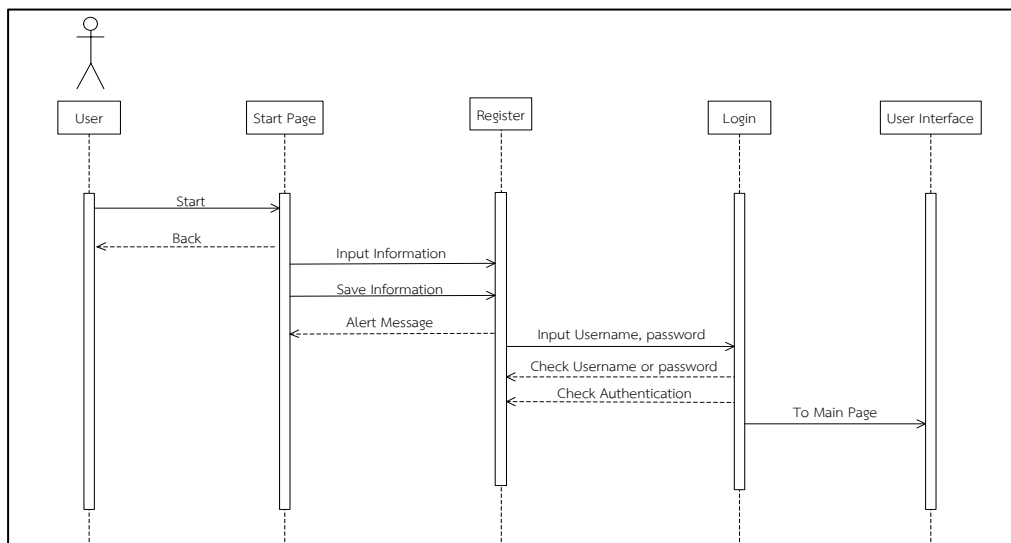 User
Start Page
Register
Login
User Interface
Start
Back
Input Information
Save Information
Alert Message
Input Username, password
Check Username or password
Check Authentication
To Main Page